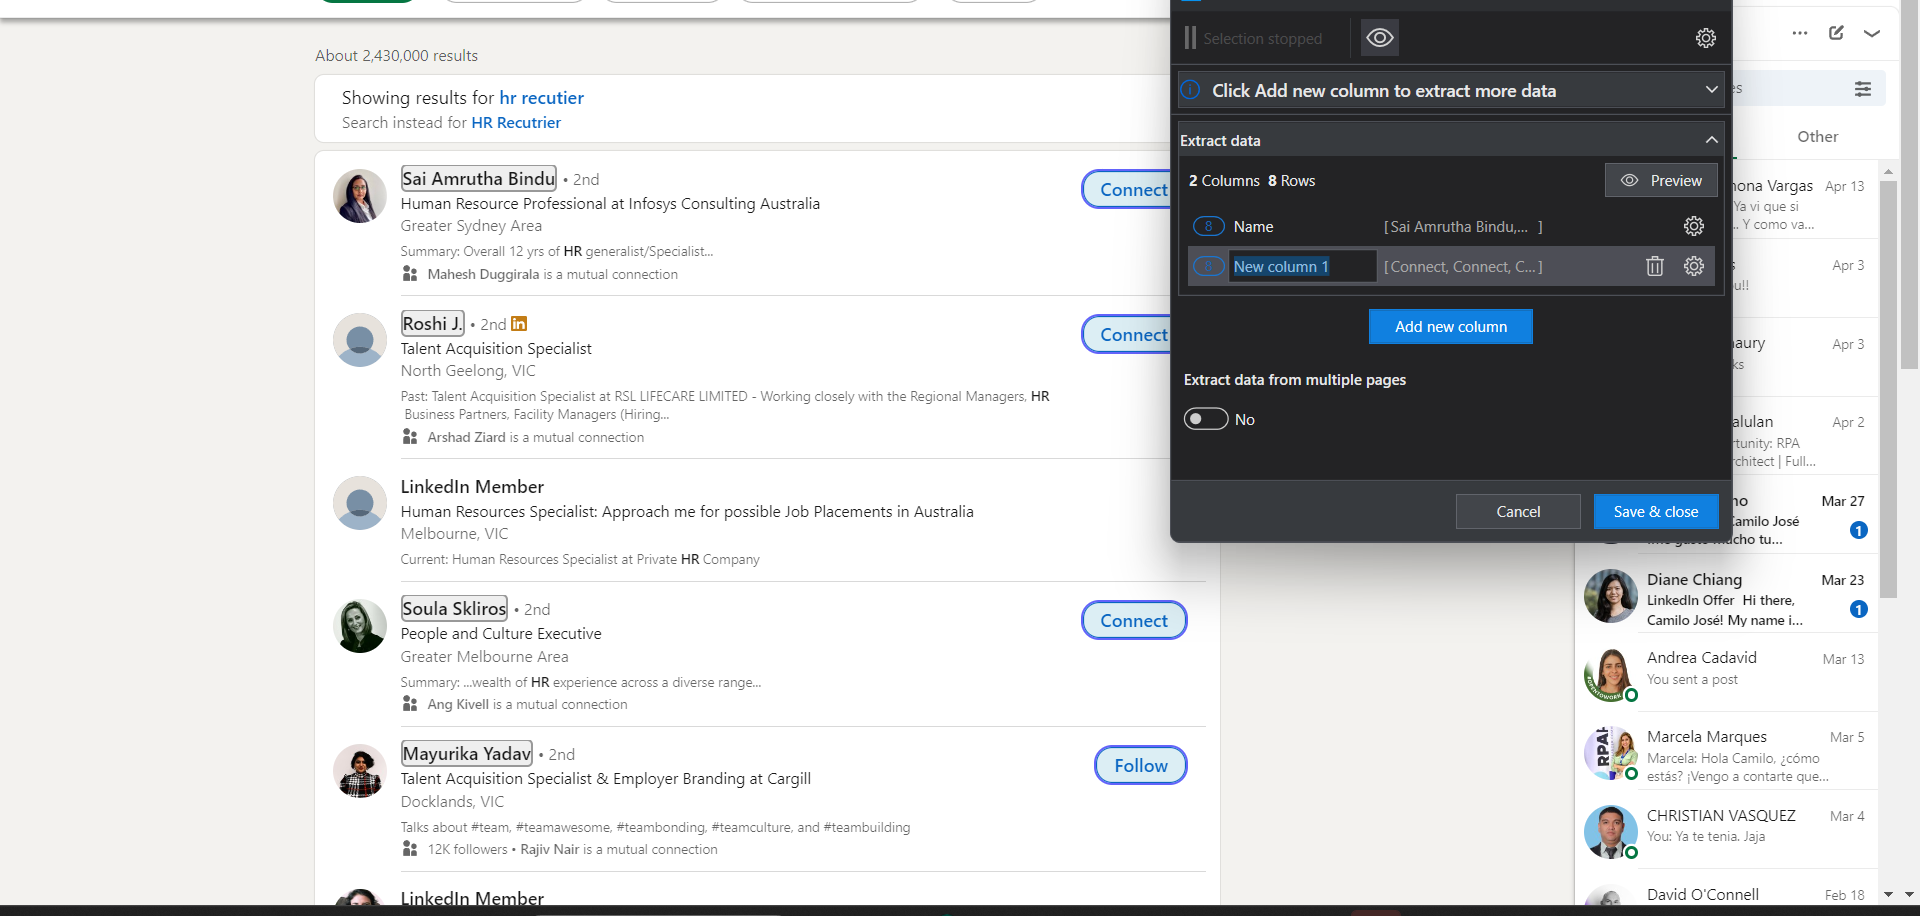 About 2,430,000 results
Showing results for hr recutier
Search instead for HR Recutrier
Sai Amrutha Bindu • 2nd
Human Resource Professional at Infosys Consulting Australia
Greater Sydney Area
Summary: Overall 12 yrs of HR generalist/Specialist...
Mahesh Duggirala is a mutual connection
Connect
Roshi J. • 2nd in
Talent Acquisition Specialist
North Geelong, VIC
Past: Talent Acquisition Specialist at RSL LIFECARE LIMITED - Working closely with the Regional Managers, HR
Business Partners, Facility Managers (Hiring...
Arshad Ziard is a mutual connection
Connect
LinkedIn Member
Human Resources Specialist: Approach me for possible Job Placements in Australia
Melbourne, VIC
Current: Human Resources Specialist at Private HR Company
Soula Skliros • 2nd
People and Culture Executive
Greater Melbourne Area
Summary: ...wealth of HR experience across a diverse range...
Ang Kivell is a mutual connection
Connect
Mayurika Yadav • 2nd
Talent Acquisition Specialist & Employer Branding at Cargill
Docklands, VIC
Talks about #team, #teamawesome, #teambonding, #teamculture, and #teambuilding
12K followers • Rajiv Nair is a mutual connection
Follow
LinkedIn Member
Selection stopped
Click Add new column to extract more data
Extract data
2 Columns 8 Rows
Preview
8 Name [ Sai Amrutha Bindu,... ]
8 New column 1 [ Connect, Connect, C... ]
Add new column
Extract data from multiple pages
No
Cancel
Save & close
es
Other
nona Vargas Apr 13
Ya vi que si
.. Y como va...
s Apr 3
ou!!
aury Apr 3
ks
alulan Apr 2
rtunity: RPA
rchitect | Full...
no Mar 27
Camilo José
mucho tu... 1
Diane Chiang Mar 23
LinkedIn Offer Hi there,
Camilo José! My name i... 1
Andrea Cadavid Mar 13
You sent a post
#OPENTOWORK
Marcela Marques Mar 5
Marcela: Hola Camilo, ¿cómo
estás? ¡Vengo a contarte que...
RPA
CHRISTIAN VASQUEZ Mar 4
You: Ya te tenia. Jaja
David O'Connell Feb 18